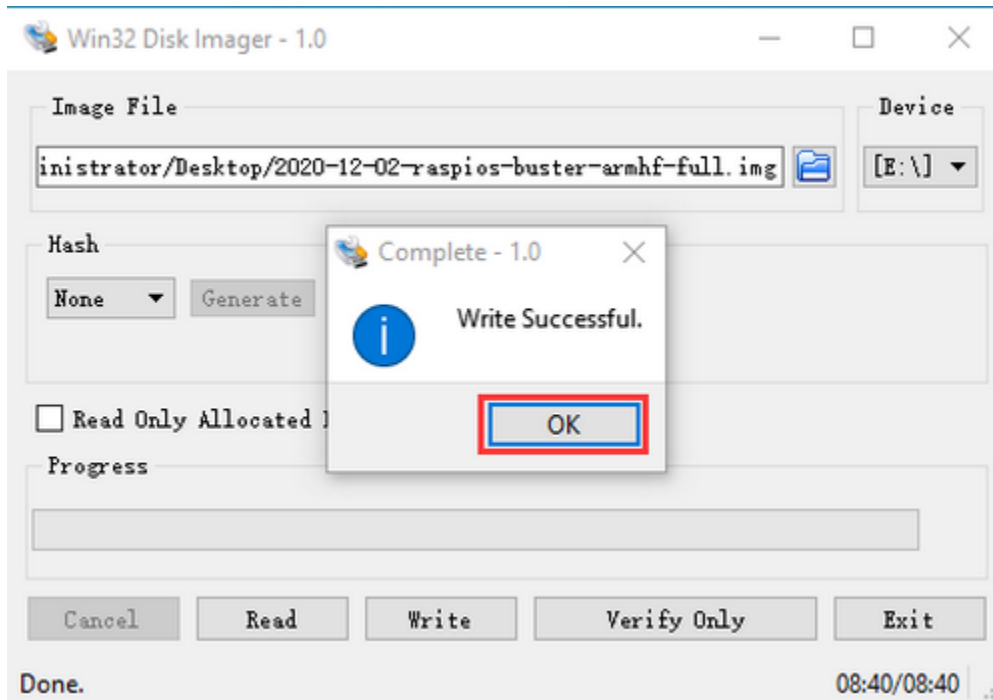 Win32 Disk Imager - 1.0
Image File
Device
inistrator/Desktop/2020-12-02-raspios-buster-armhf-full.img
[E:\]
Hash
None
Generate
Complete - 1.0
Write Successful.
OK
Read Only Allocated
Progress
Cancel
Read
Write
Verify Only
Exit
Done.
08:40/08:40